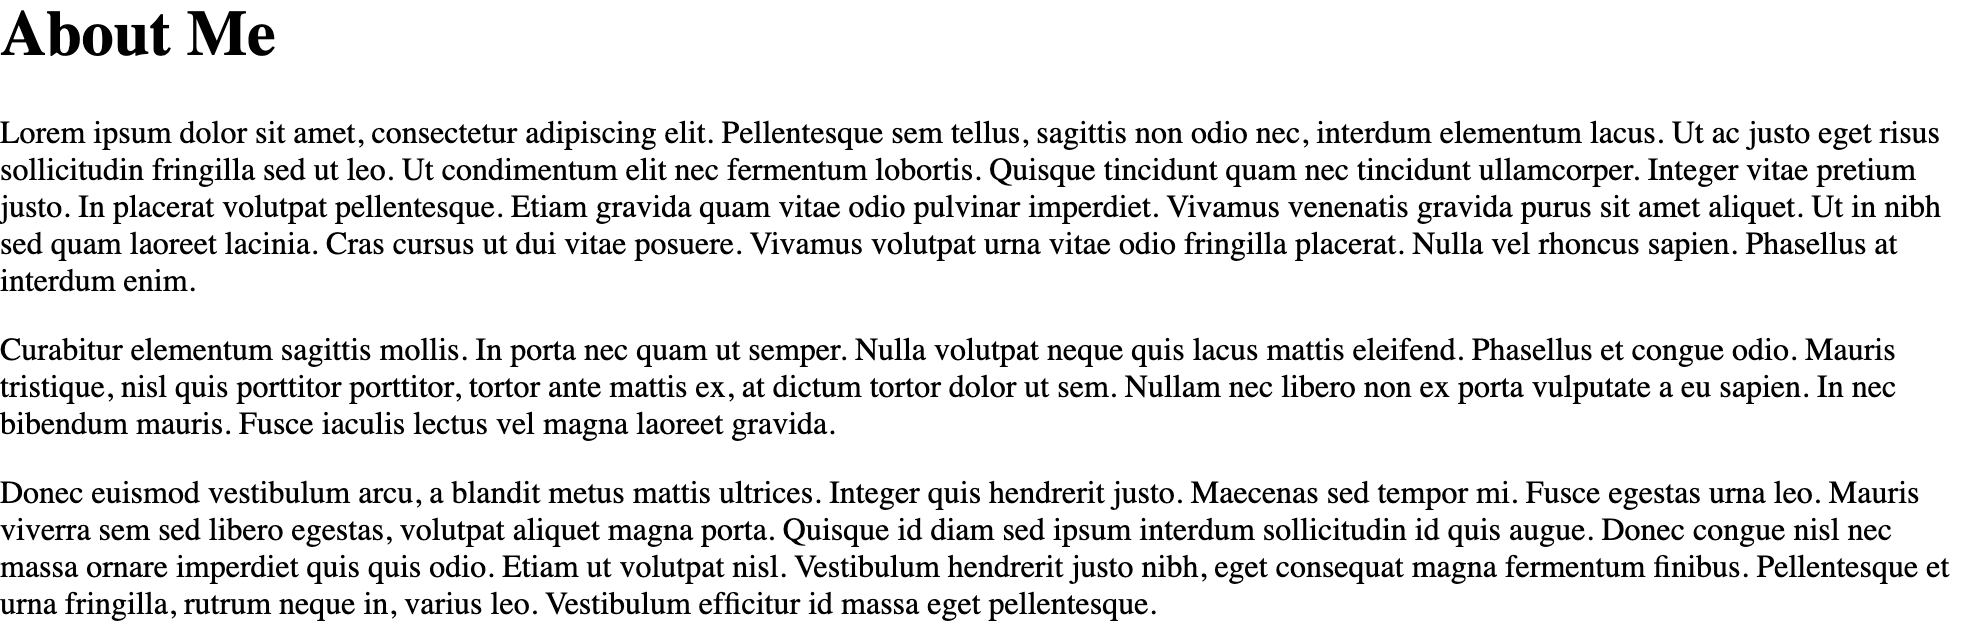 About Me
Lorem ipsum dolor sit amet, consectetur adipiscing elit. Pellentesque sem tellus, sagittis non odio nec, interdum elementum lacus. Ut ac justo eget risus
sollicitudin fringilla sed ut leo. Ut condimentum elit nec fermentum lobortis. Quisque tincidunt quam nec tincidunt ullamcorper. Integer vitae pretium
justo. In placerat volutpat pellentesque. Etiam gravida quam vitae odio pulvinar imperdiet. Vivamus venenatis gravida purus sit amet aliquet. Ut in nibh
sed quam laoreet lacinia. Cras cursus ut dui vitae posuere. Vivamus volutpat urna vitae odio fringilla placerat. Nulla vel rhoncus sapien. Phasellus at
interdum enim.
Curabitur elementum sagittis mollis. In porta nec quam ut semper. Nulla volutpat neque quis lacus mattis eleifend. Phasellus et congue odio. Mauris
tristique, nisl quis porttitor porttitor, tortor ante mattis ex, at dictum tortor dolor ut sem. Nullam nec libero non ex porta vulputate a eu sapien. In nec
bibendum mauris. Fusce iaculis lectus vel magna laoreet gravida.
Donec euismod vestibulum arcu, a blandit metus mattis ultrices. Integer quis hendrerit justo. Maecenas sed tempor mi. Fusce egestas urna leo. Mauris
viverra sem sed libero egestas, volutpat aliquet magna porta. Quisque id diam sed ipsum interdum sollicitudin id quis augue. Donec congue nisl nec
massa ornare imperdiet quis quis odio. Etiam ut volutpat nisl. Vestibulum hendrerit justo nibh, eget consequat magna fermentum finibus. Pellentesque et
urna fringilla, rutrum neque in, varius leo. Vestibulum efficitur id massa eget pellentesque.